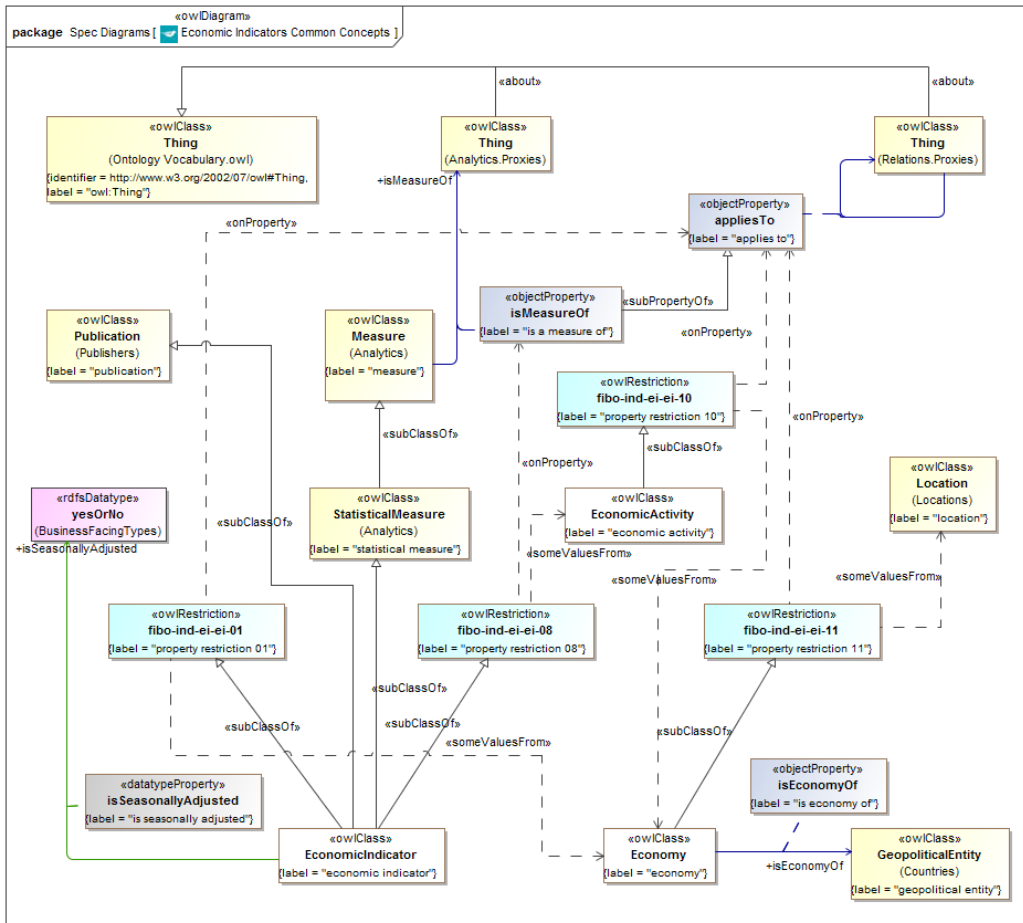 «owlDiagram»
package Spec Diagrams [ Economic Indicators Common Concepts ]
«about»
«about»
«owlClass»
Thing
(Ontology Vocabulary.owl)
{identifier = http://www.w3.org/2002/07/owl#Thing,
label = "owl:Thing"}
«owlClass»
Thing
(Analytics.Proxies)
«owlClass»
Thing
(Relations.Proxies)
+isMeasureOf
«onProperty»
«objectProperty»
appliesTo
{label = "applies to"}
«objectProperty»
isMeasureOf
{label = "is a measure of"}
«subPropertyOf»
«onProperty»
«owlClass»
Publication
(Publishers)
{label = "publication"}
«owlClass»
Measure
(Analytics)
{label = "measure"}
«owlRestriction»
fibo-ind-ei-ei-10
{label = "property restriction 10"}
«onProperty»
«subClassOf»
«subClassOf»
«onProperty»
«owlClass»
Location
(Locations)
{label = "location"}
«rdfsDatatype»
yesOrNo
(BusinessFacingTypes)
+isSeasonallyAdjusted
«subClassOf»
«owlClass»
StatisticalMeasure
(Analytics)
{label = "statistical measure"}
«owlClass»
EconomicActivity
{label = "economic activity"}
«someValuesFrom»
«someValuesFrom»
«someValuesFrom»
«owlRestriction»
fibo-ind-ei-ei-01
{label = "property restriction 01"}
«owlRestriction»
fibo-ind-ei-ei-08
{label = "property restriction 08"}
«owlRestriction»
fibo-ind-ei-ei-11
{label = "property restriction 11"}
«subClassOf»
«subClassOf»
«subClassOf»
«subClassOf»
«someValuesFrom»
«datatypeProperty»
isSeasonallyAdjusted
{label = "is seasonally adjusted"}
«objectProperty»
isEconomyOf
{label = "is economy of"}
«owlClass»
EconomicIndicator
{label = "economic indicator"}
«owlClass»
Economy
{label = "economy"}
+isEconomyOf
«owlClass»
GeopoliticalEntity
(Countries)
{label = "geopolitical entity"}